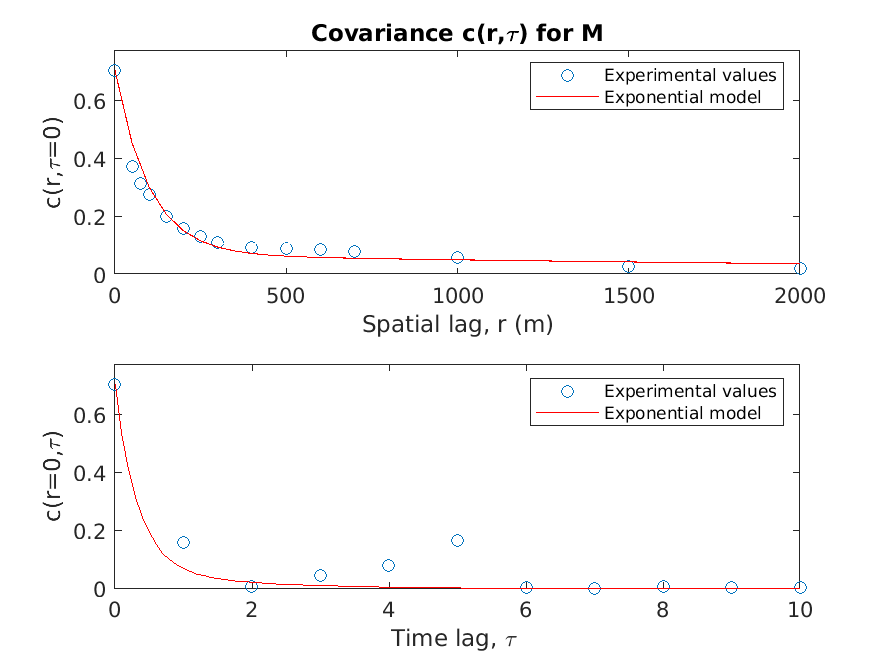 Covariance c(r,τ) for M
c(r,τ=0)
0.6
0.4
0.2
0
Experimental values
Exponential model
0 500 1000 1500 2000
Spatial lag, r (m)
c(r=0,τ)
0.6
0.4
0.2
0
Experimental values
Exponential model
0 2 4 6 8 10
Time lag, τ